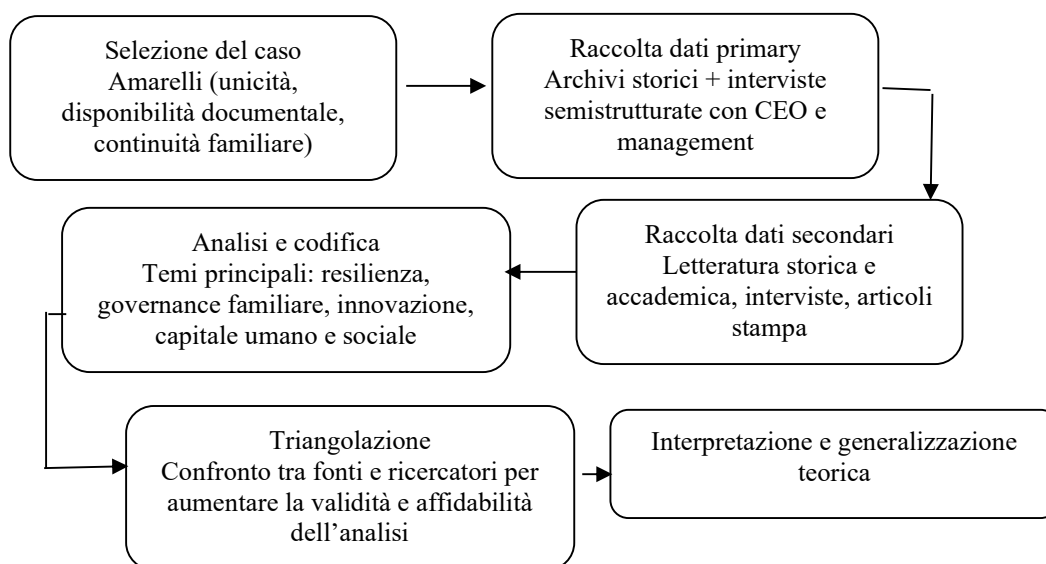 Selezione del caso
Amarelli (unicità,
disponibilità documentale,
continuità familiare)
Raccolta dati primary
Archivi storici + interviste
semistrutturate con CEO e
management
Raccolta dati secondari
Letteratura storica e
accademica, interviste, articoli
stampa
Analisi e codifica
Temi principali: resilienza,
governance familiare, innovazione,
capitale umano e sociale
Triangolazione
Confronto tra fonti e ricercatori per
aumentare la validità e affidabilità
dell’analisi
Interpretazione e generalizzazione
teorica